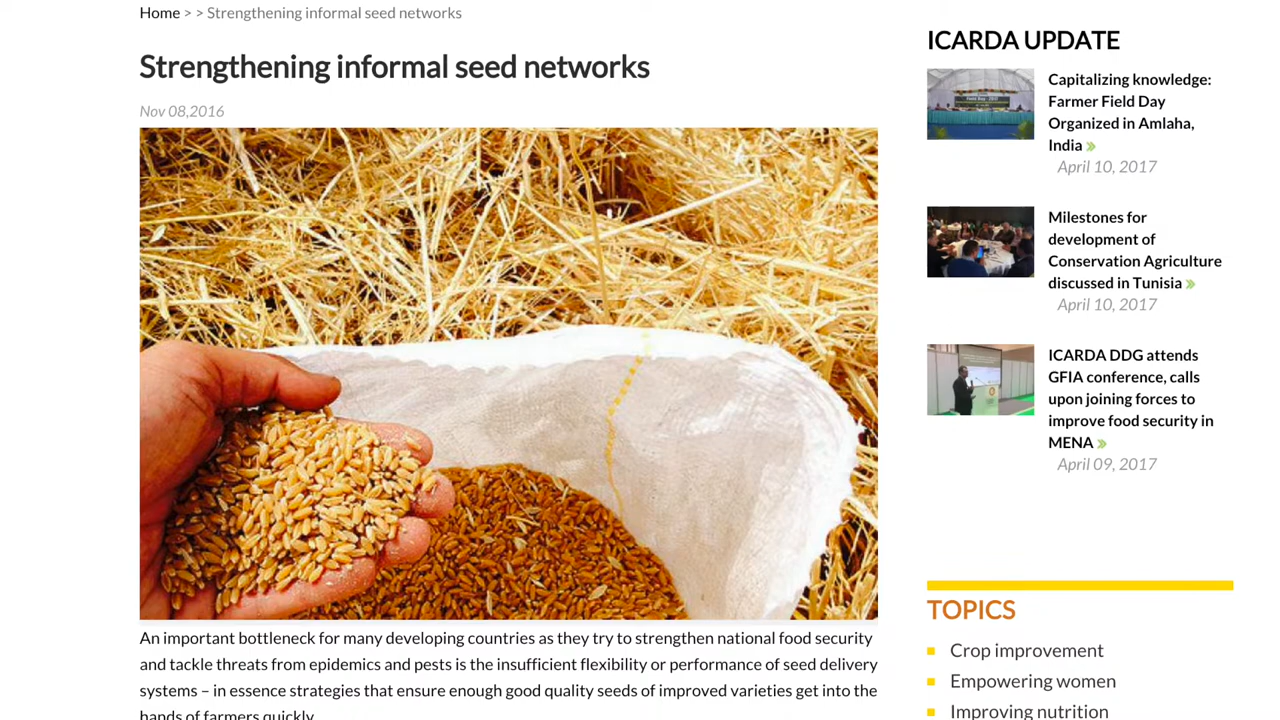 Home > > Strengthening informal seed networks
Strengthening informal seed networks
Nov 08,2016
An important bottleneck for many developing countries as they try to strengthen national food security
and tackle threats from epidemics and pests is the insufficient flexibility or performance of seed delivery
systems – in essence strategies that ensure enough good quality seeds of improved varieties get into the
hands of farmers quickly.
ICARDA UPDATE
Capitalizing knowledge:
Farmer Field Day
Organized in Amlaha,
India »
April 10, 2017
Milestones for
development of
Conservation Agriculture
discussed in Tunisia »
April 10, 2017
ICARDA DDG attends
GFIA conference, calls
upon joining forces to
improve food security in
MENA »
April 09, 2017
TOPICS
Crop improvement
Empowering women
Improving nutrition